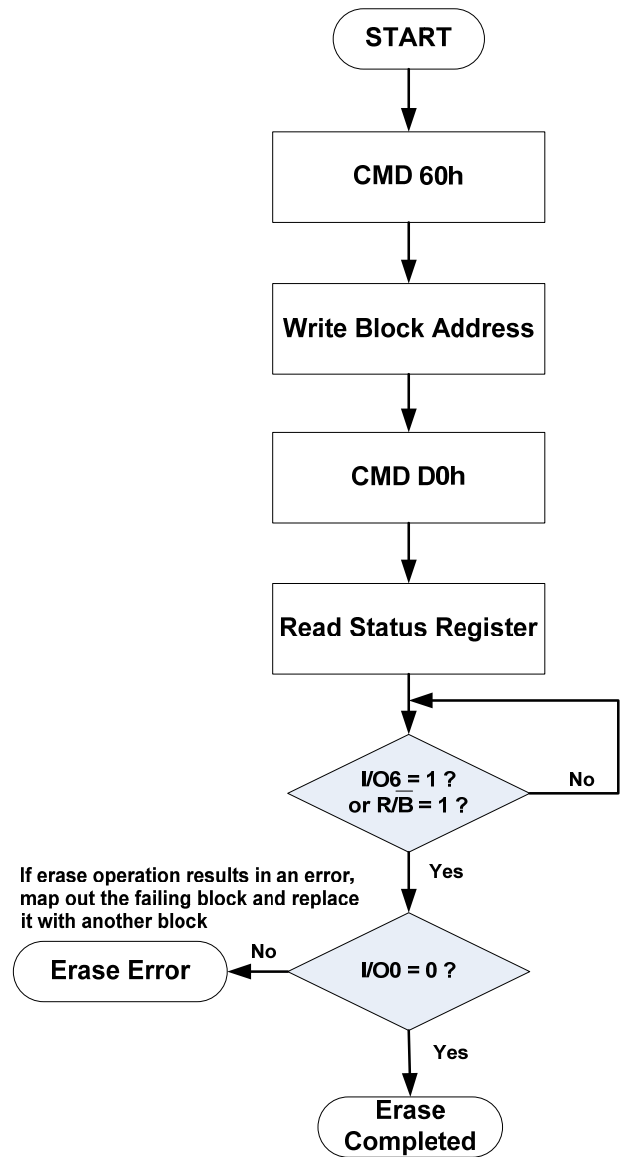 START
CMD 60h
Write Block Address
CMD D0h
Read Status Register
I/O6 = 1 ?
or R/B̅ = 1 ?
No
Yes
If erase operation results in an error,
map out the failing block and replace
it with another block
No
Erase Error
I/O0 = 0 ?
Yes
Erase
Completed